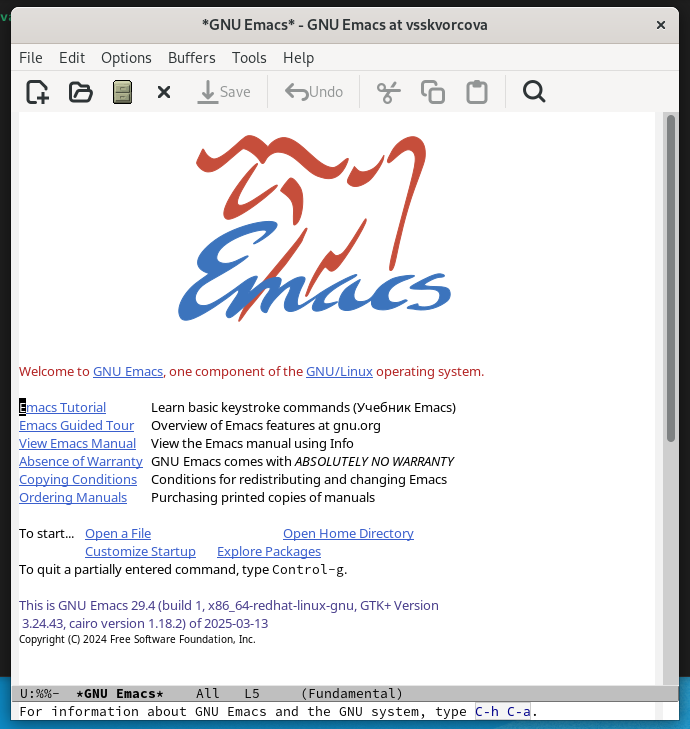 va
*GNU Emacs* - GNU Emacs at vsskvorcova
File Edit Options Buffers Tools Help
Save Undo
Emacs
Welcome to GNU Emacs, one component of the GNU/Linux operating system.
Emacs Tutorial Learn basic keystroke commands (Учебник Emacs)
Emacs Guided Tour Overview of Emacs features at gnu.org
View Emacs Manual View the Emacs manual using Info
Absence of Warranty GNU Emacs comes with ABSOLUTELY NO WARRANTY
Copying Conditions Conditions for redistributing and changing Emacs
Ordering Manuals Purchasing printed copies of manuals
To start... Open a File Open Home Directory
Customize Startup Explore Packages
To quit a partially entered command, type Control-g.
This is GNU Emacs 29.4 (build 1, x86_64-redhat-linux-gnu, GTK+ Version
3.24.43, cairo version 1.18.2) of 2025-03-13
Copyright (C) 2024 Free Software Foundation, Inc.
U:%%- *GNU Emacs* All L5 (Fundamental)
For information about GNU Emacs and the GNU system, type C-h C-a.